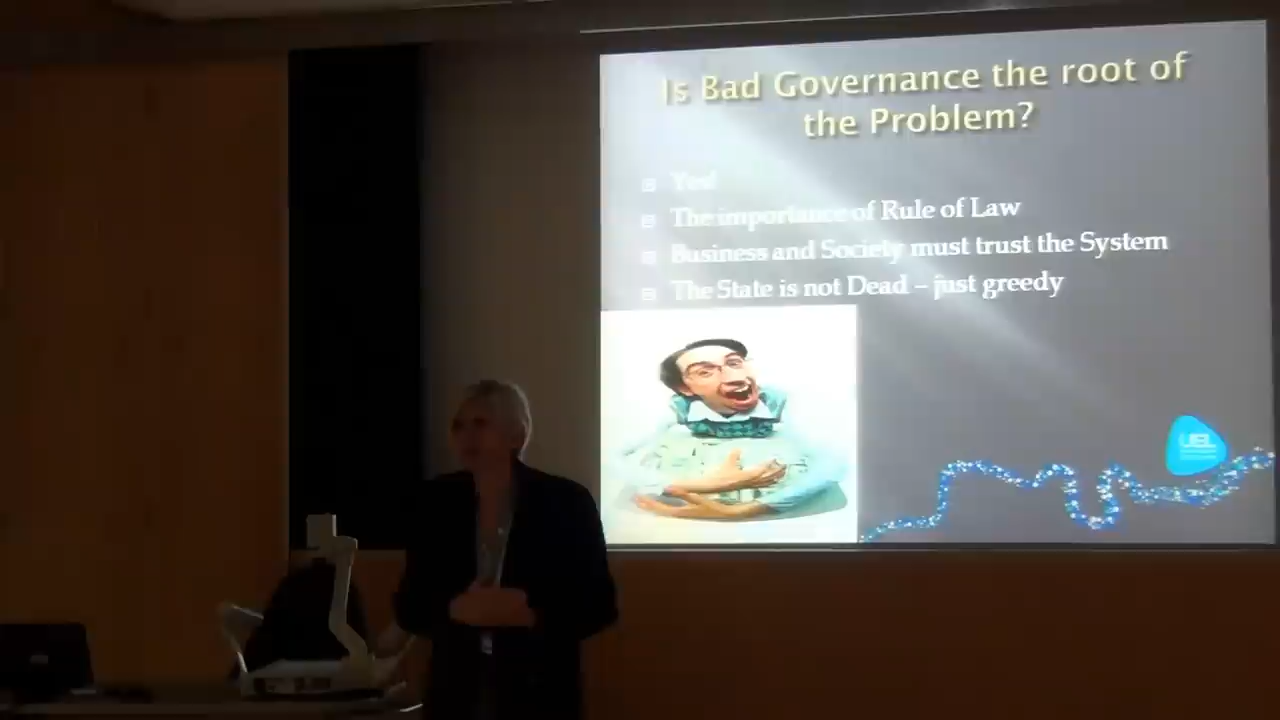 Is Bad Governance the root of
the Problem?
Yes!
The importance of Rule of Law
Business and Society must trust the System
The State is not Dead – just greedy
UEL